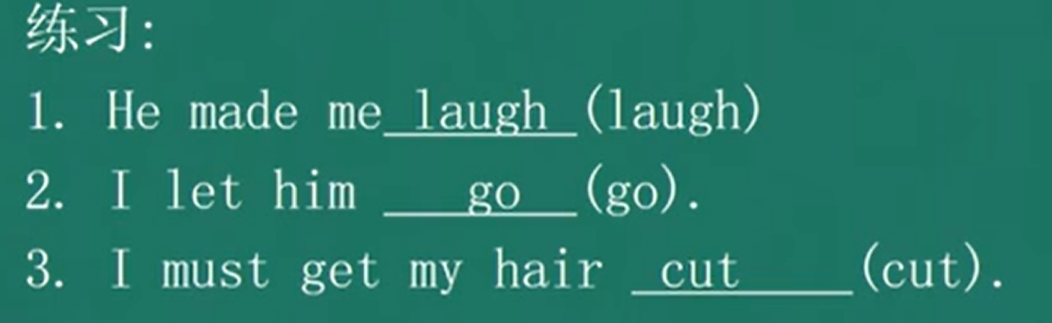 练习:
1. He made me laugh (laugh)
2. I let him go (go).
3. I must get my hair cut (cut).